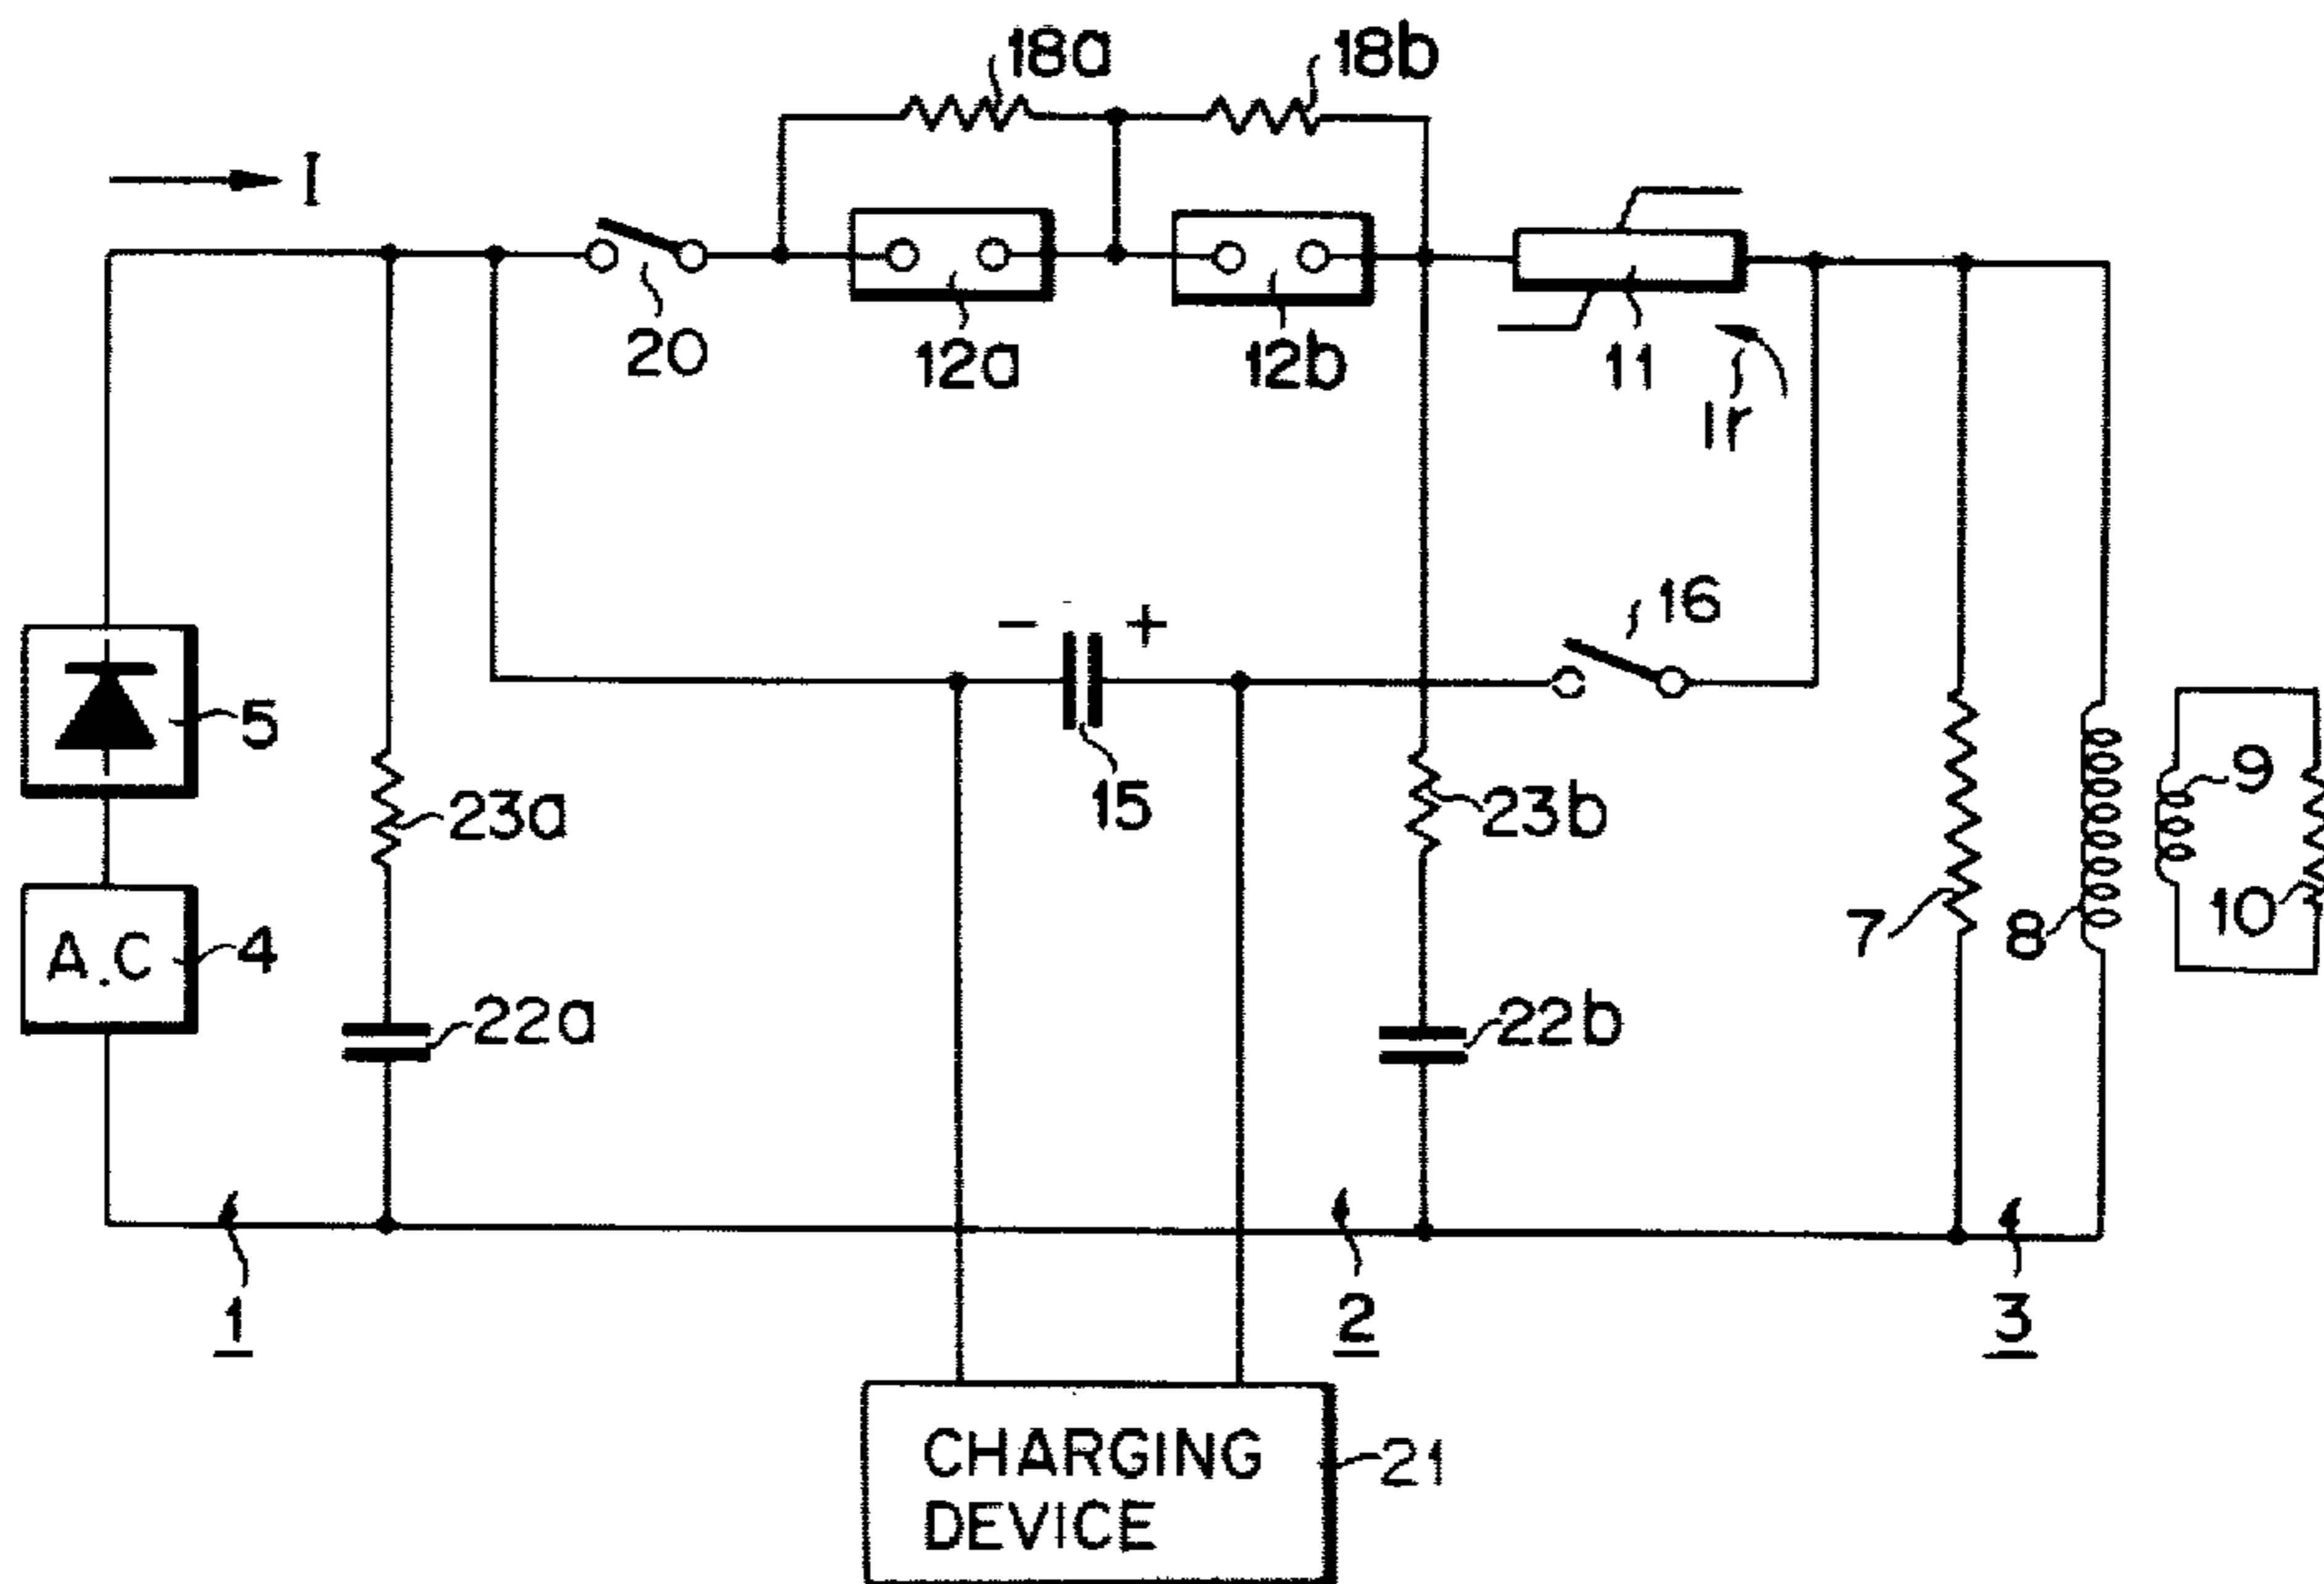 18a 18b
I
20 12a 12b 11
Ir
− +
16
5
15
23a 23b
9
7 8 10
A.C 4
22a 22b
1 2 3
CHARGING 21
DEVICE